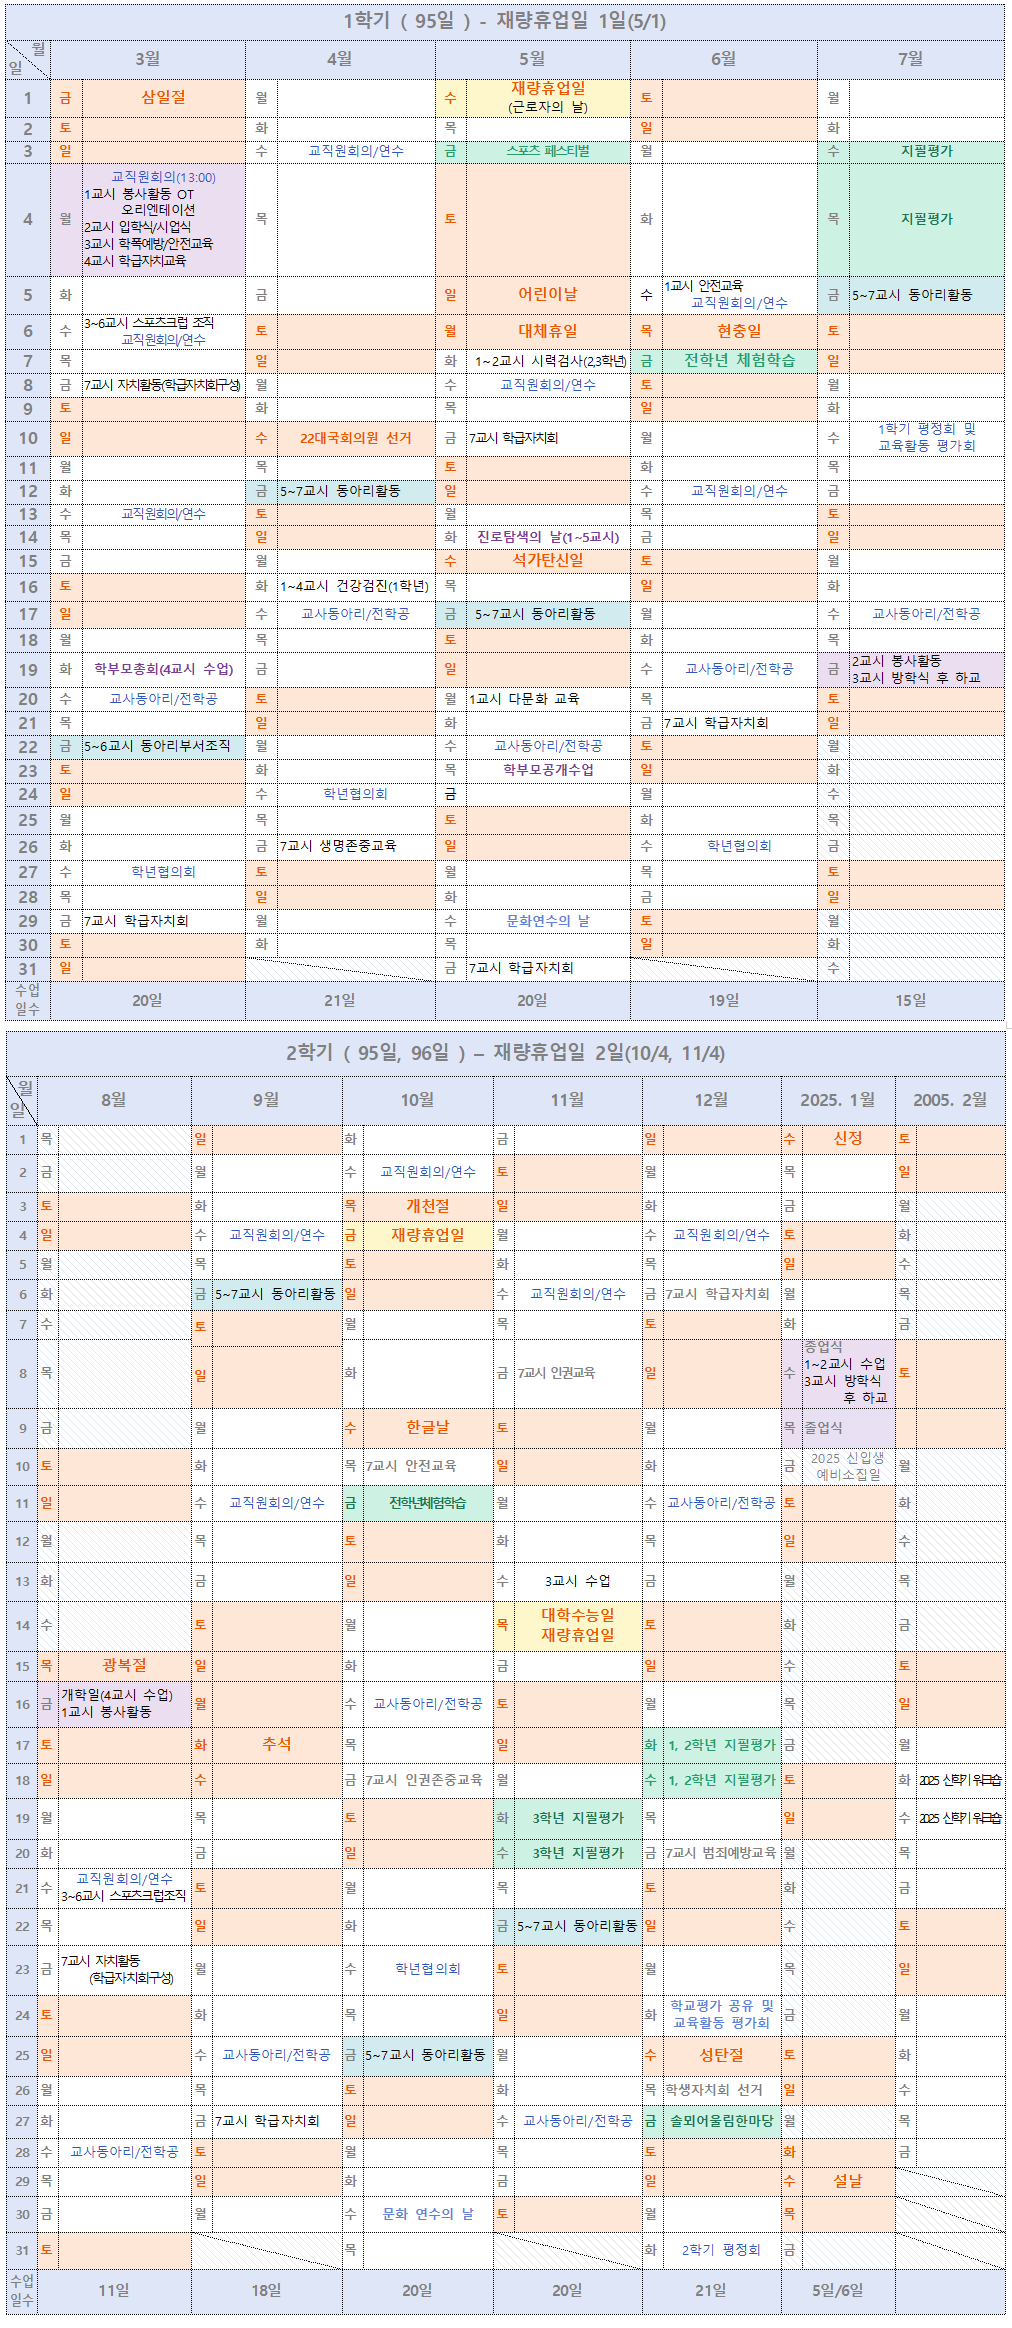 1학기 ( 95일 ) - 재량휴업일 1일(5/1)
월
일
3월 4월 5월 6월 7월
1 금 삼일절 월 수 재량휴업일 토 월
(근로자의 날)
2 토 화 목 일 화
3 일 수 교직원회의/연수 금 스포츠 페스티벌 월 수 지필평가
4 월 교직원회의(13:00) 목 토 화 목 지필평가
1교시 봉사활동 OT
오리엔테이션
2교시 입학식/시업식
3교시 학폭예방/안전교육
4교시 학급자치교육
5 화 금 일 어린이날 수 1교시 안전교육 금 5~7교시 동아리활동
교직원회의/연수
6 수 3~6교시 스포츠크럽 조직 토 월 대체휴일 목 현충일 토
교직원회의/연수
7 목 일 화 1~2교시 시력검사(2,3학년) 금 전학년 체험학습 일
8 금 7교시 자치활동(학급자치회구성) 월 수 교직원회의/연수 토 월
9 토 화 목 일 화
10 일 수 22대국회의원 선거 금 7교시 학급자치회 월 수 1학기 평정회 및
교육활동 평가회
11 월 목 토 화 목
12 화 금 5~7교시 동아리활동 일 수 교직원회의/연수 금
13 수 교직원회의/연수 토 월 목 토
14 목 일 화 진로탐색의 날(1~5교시) 금 일
15 금 월 수 석가탄신일 토 월
16 토 화 1~4교시 건강검진(1학년) 목 일 화
17 일 수 교사동아리/전학공 금 5~7교시 동아리활동 월 수 교사동아리/전학공
18 월 목 토 화 목
19 화 학부모총회(4교시 수업) 금 일 수 교사동아리/전학공 금 2교시 봉사활동
3교시 방학식 후 하교
20 수 교사동아리/전학공 토 월 1교시 다문화 교육 목 토
21 목 일 화 금 7교시 학급자치회 일
22 금 5~6교시 동아리부서조직 월 수 교사동아리/전학공 토 월
23 토 화 목 학부모공개수업 일 화
24 일 수 학년협의회 금 월 수
25 월 목 토 화 목
26 화 금 7교시 생명존중교육 일 수 학년협의회 금
27 수 학년협의회 토 월 목 토
28 목 일 화 금 일
29 금 7교시 학급자치회 월 수 문화연수의 날 토 월
30 토 화 목 일 화
31 일 금 7교시 학급자치회 수
수업
일수
20일 21일 20일 19일 15일
2학기 ( 95일, 96일 ) – 재량휴업일 2일(10/4, 11/4)
월
일
8월 9월 10월 11월 12월 2025. 1월 2005. 2월
1 목 일 화 금 일 수 신정 토
2 금 월 수 교직원회의/연수 토 월 목 일
3 토 화 목 개천절 일 화 금 월
4 일 수 교직원회의/연수 금 재량휴업일 월 수 교직원회의/연수 토 화
5 월 목 토 화 목 일 수
6 화 금 5~7교시 동아리활동 일 수 교직원회의/연수 금 7교시 학급자치회 월 목
7 수 토 월 목 토 화 금
8 목 일 화 금 7교시 인권교육 일 수 종업식 토
1~2교시 수업
3교시 방학식
후 하교
9 금 월 수 한글날 토 월 목 졸업식
10 토 화 목 7교시 안전교육 일 화 금 2025 신입생 월
예비소집일
11 일 수 교직원회의/연수 금 전학년체험학습 월 수 교사동아리/전학공 토 화
12 월 목 토 화 목 일 수
13 화 금 일 수 3교시 수업 금 월 목
14 수 토 월 목 대학수능일 토 화 금
재량휴업일
15 목 광복절 일 화 금 일 수 토
16 금 개학일(4교시 수업) 월 수 교사동아리/전학공 토 월 목 일
1교시 봉사활동
17 토 화 추석 목 일 화 1, 2학년 지필평가 금 월
18 일 수 금 7교시 인권존중교육 월 수 1, 2학년 지필평가 토 화 2025 신학기 워크숍
19 월 목 토 화 3학년 지필평가 목 일 수 2025 신학기 워크숍
20 화 금 일 수 3학년 지필평가 금 7교시 범죄예방교육 월 목
21 수 교직원회의/연수 토 월 목 토 화 금
3~6교시 스포츠크럽조직
22 목 일 화 금 5~7교시 동아리활동 일 수 토
23 금 7교시 자치활동 월 수 학년협의회 토 월 목 일
(학급자치회구성)
24 토 화 목 일 화 학교평가 공유 및 금 월
교육활동 평가회
25 일 수 교사동아리/전학공 금 5~7교시 동아리활동 월 수 성탄절 토 화
26 월 목 토 화 목 학생자치회 선거 일 수
27 화 금 7교시 학급자치회 일 수 교사동아리/전학공 금 솔뫼어울림한마당 월 목
28 수 교사동아리/전학공 토 월 목 토 화 금
29 목 일 화 금 일 수 설날
30 금 월 수 문화 연수의 날 토 월 목
31 토 목 화 2학기 평정회 금
수업
일수
11일 18일 20일 20일 21일 5일/6일